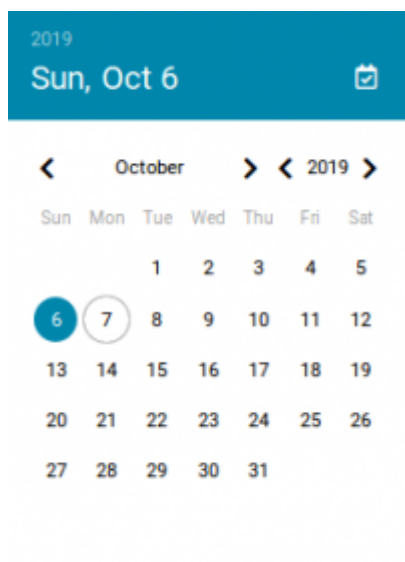 2019
Sun, Oct 6
October 2019
Sun Mon Tue Wed Thu Fri Sat
1 2 3 4 5
6 7 8 9 10 11 12
13 14 15 16 17 18 19
20 21 22 23 24 25 26
27 28 29 30 31